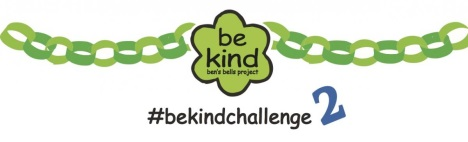 be
kind
ben's bells project
#bekindchallenge 2